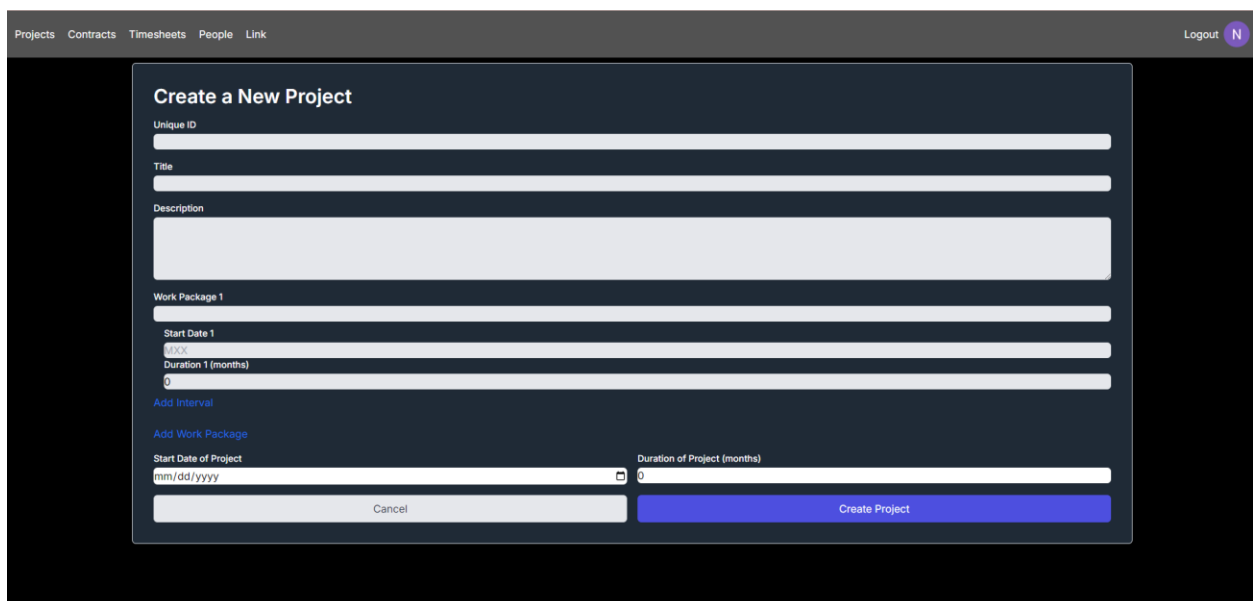 Projects Contracts Timesheets People Link Logout N
Create a New Project
Unique ID
Title
Description
Work Package 1
Start Date 1
MXX
Duration 1 (months)
0
Add Interval
Add Work Package
Start Date of Project Duration of Project (months)
mm/dd/yyyy 0
Cancel Create Project